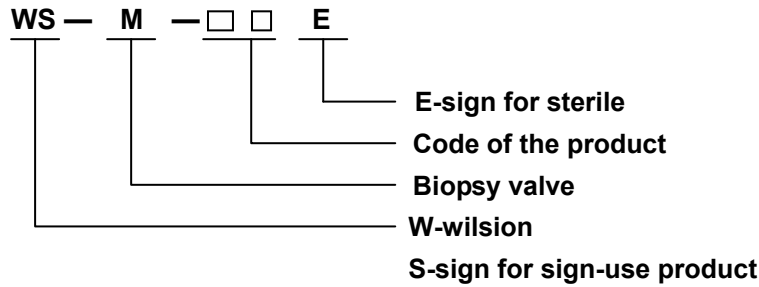 WS — M — □ □ E
E-sign for sterile
Code of the product
Biopsy valve
W-wilsion
S-sign for sign-use product